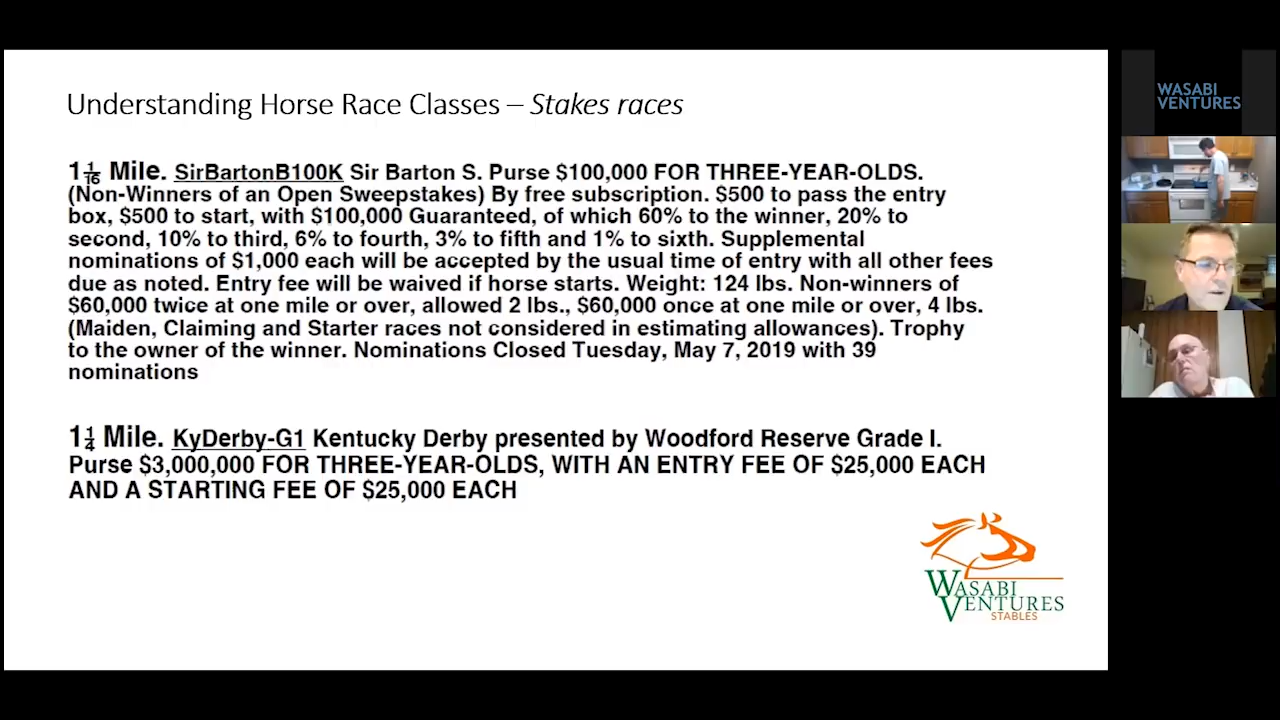 Understanding Horse Race Classes – Stakes races
1 1/16 Mile. SirBartonB100K Sir Barton S. Purse $100,000 FOR THREE-YEAR-OLDS.
(Non-Winners of an Open Sweepstakes) By free subscription. $500 to pass the entry
box, $500 to start, with $100,000 Guaranteed, of which 60% to the winner, 20% to
second, 10% to third, 6% to fourth, 3% to fifth and 1% to sixth. Supplemental
nominations of $1,000 each will be accepted by the usual time of entry with all other fees
due as noted. Entry fee will be waived if horse starts. Weight: 124 lbs. Non-winners of
$60,000 twice at one mile or over, allowed 2 lbs., $60,000 once at one mile or over, 4 lbs.
(Maiden, Claiming and Starter races not considered in estimating allowances). Trophy
to the owner of the winner. Nominations Closed Tuesday, May 7, 2019 with 39
nominations
1 1/4 Mile. KyDerby-G1 Kentucky Derby presented by Woodford Reserve Grade I.
Purse $3,000,000 FOR THREE-YEAR-OLDS, WITH AN ENTRY FEE OF $25,000 EACH
AND A STARTING FEE OF $25,000 EACH
WASABI
VENTURES
STABLES
WASABI
VENTURES